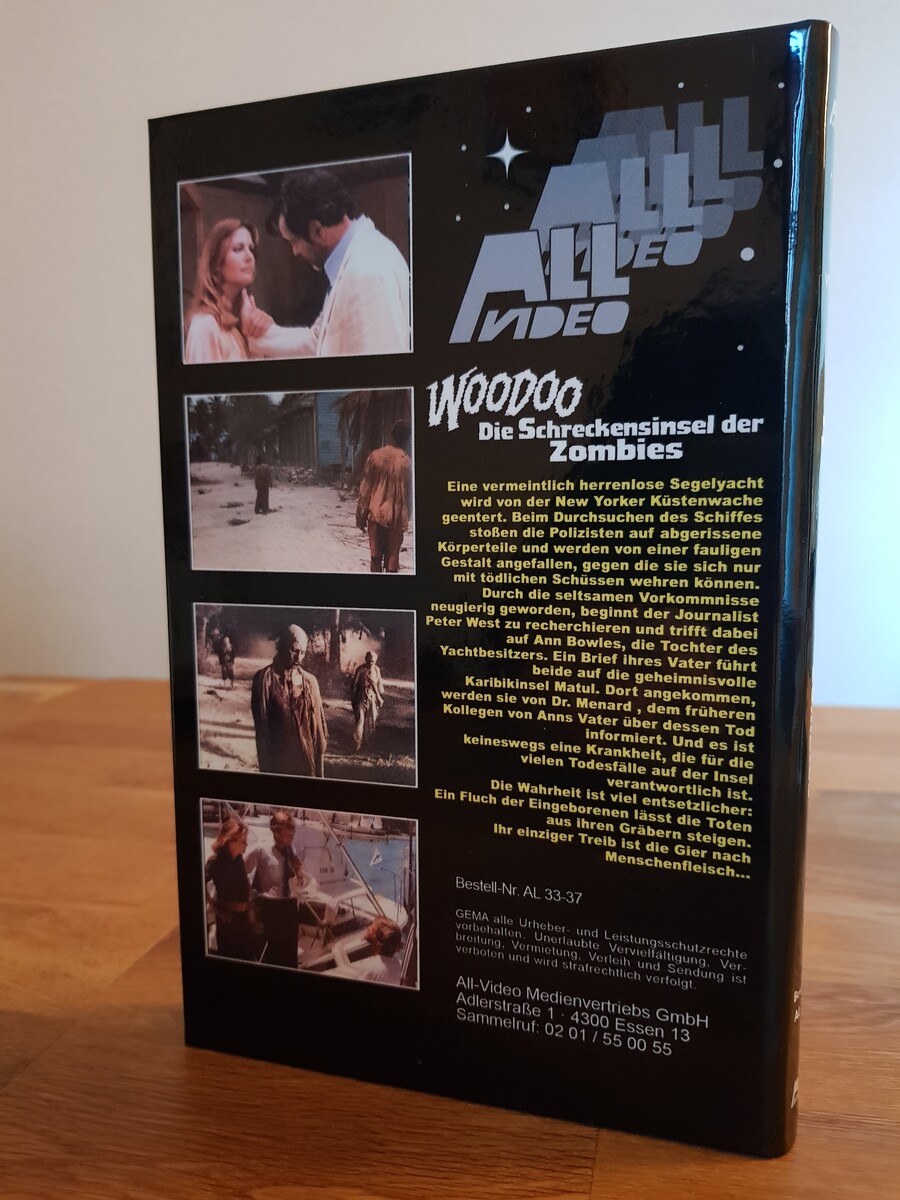 ALL
VIDEO
WOODOO
Die Schreckensinsel der
Zombies
Eine vermeintlich herrenlose Segelyacht
wird von der New Yorker Küstenwache
geentert. Beim Durchsuchen des Schiffes
stoßen die Polizisten auf abgerissene
Körperteile und werden von einer fauligen
Gestalt angefallen, gegen die sie sich nur
mit tödlichen Schüssen wehren können.
Durch die seltsamen Vorkommnisse
neugierig geworden, beginnt der Journalist
Peter West zu recherchieren und trifft dabei
auf Ann Bowles, die Tochter des
Yachtbesitzers. Ein Brief ihres Vater führt
beide auf die geheimnisvolle
Karibikinsel Matul. Dort angekommen,
werden sie von Dr. Menard , dem früheren
Kollegen von Anns Vater über dessen Tod
informiert. Und es ist
keineswegs eine Krankheit, die für die
vielen Todesfälle auf der Insel
verantwortlich ist.
Die Wahrheit ist viel entsetzlicher:
Ein Fluch der Eingeborenen lässt die Toten
aus ihren Gräbern steigen.
Ihr einziger Treib ist die Gier nach
Menschenfleisch...
Bestell-Nr. AL 33-37
GEMA alle Urheber- und Leistungsschutzrechte
vorbehalten. Unerlaubte Vervielfältigung, Ver-
breitung, Vermietung, Verleih und Sendung ist
verboten und wird strafrechtlich verfolgt.
All-Video Medienvertriebs GmbH
Adlerstraße 1 · 4300 Essen 13
Sammelruf: 02 01 / 55 00 55